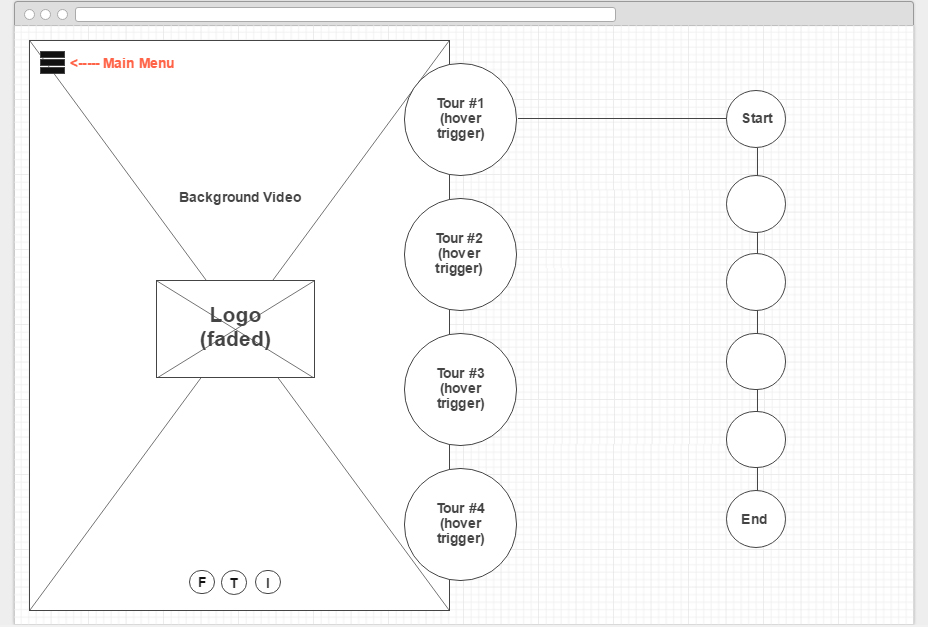 <----- Main Menu
Background Video
Logo
(faded)
F T I
Tour #1
(hover
trigger)
Tour #2
(hover
trigger)
Tour #3
(hover
trigger)
Tour #4
(hover
trigger)
Start
End